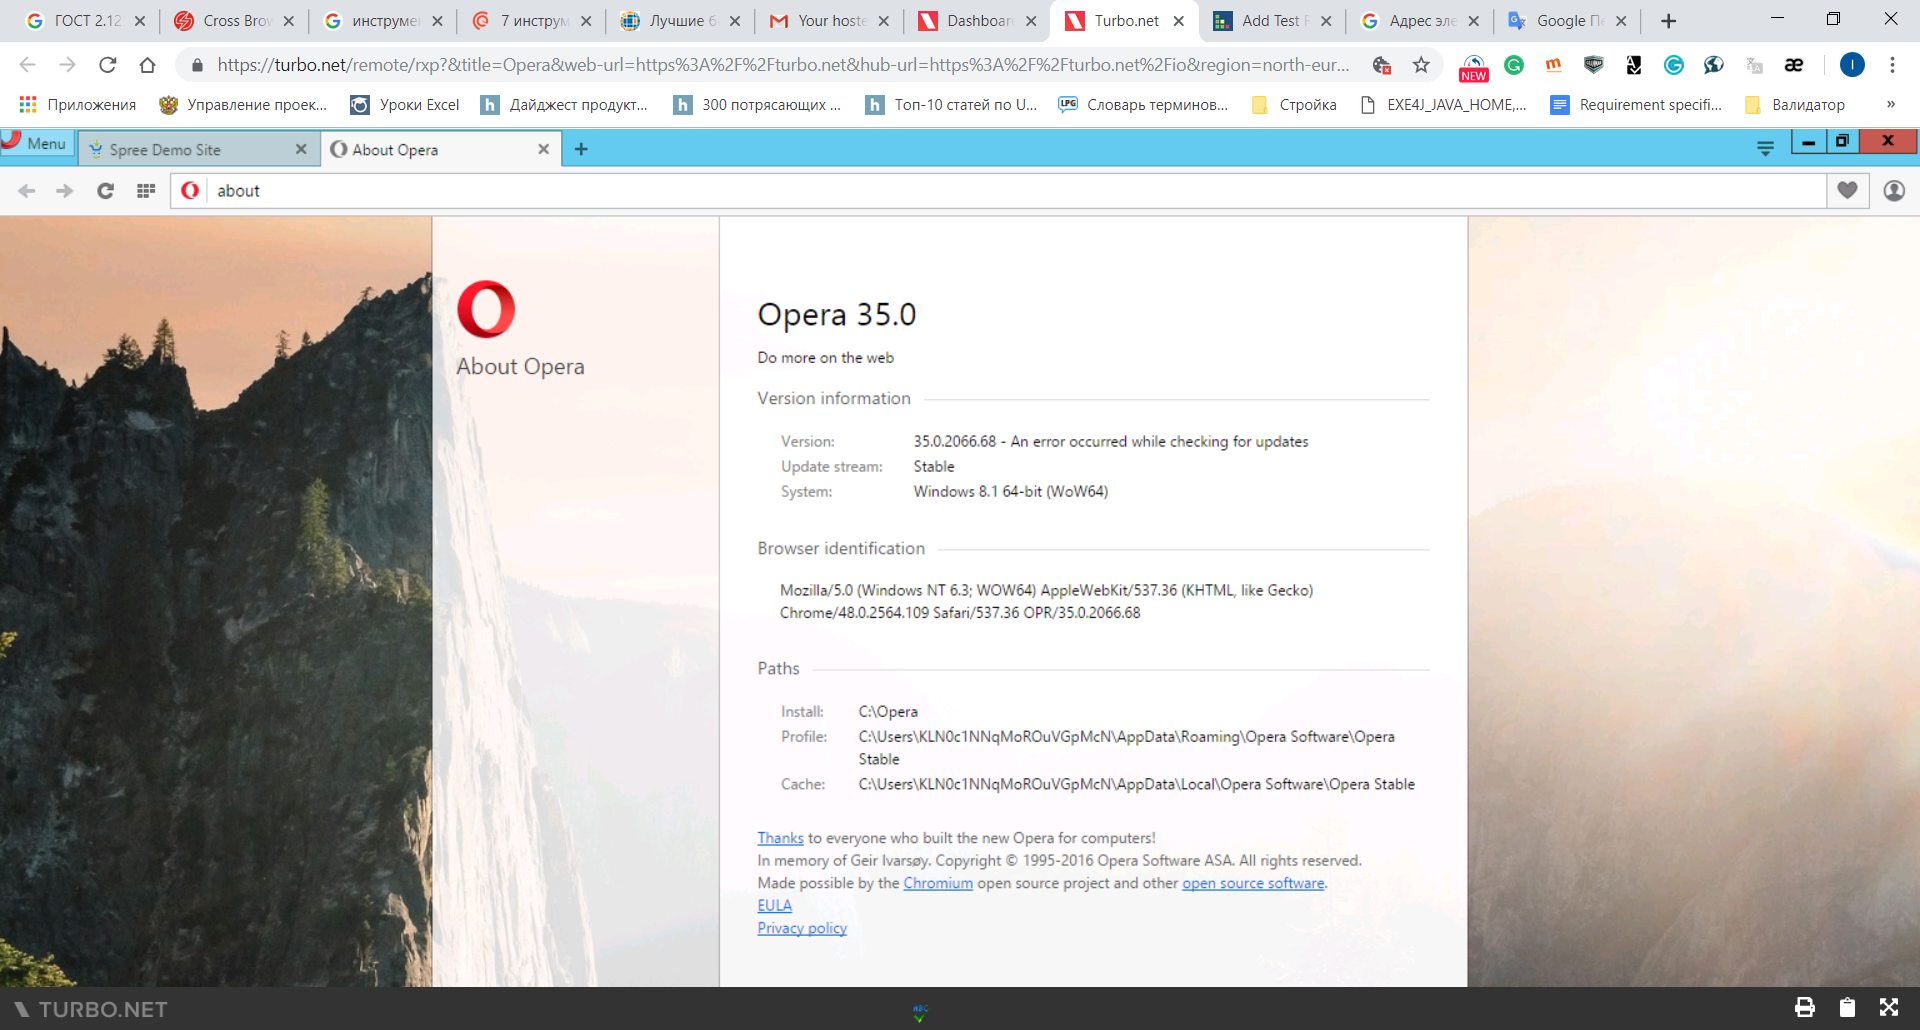 ГОСТ 2.12
Cross Brow
инструмен
7 инструм
Лучшие б
Your hoste
Dashboard
Turbo.net
Add Test R
Адрес эле
Google Пе
https://turbo.net/remote/rxp?&title=Opera&web-url=https%3A%2F%2Fturbo.net&hub-url=https%3A%2F%2Fturbo.net%2Fio&region=north-eur...
NEW
æ
I
Приложения
Управление проек...
Уроки Excel
Дайджест продукт...
300 потрясающих ...
Топ-10 статей по U...
Словарь терминов...
Стройка
EXE4J_JAVA_HOME,...
Requirement specifi...
Валидатор
»
Menu
Spree Demo Site
About Opera
about
About Opera
Opera 35.0
Do more on the web
Version information
Version: 35.0.2066.68 - An error occurred while checking for updates
Update stream: Stable
System: Windows 8.1 64-bit (WoW64)
Browser identification
Mozilla/5.0 (Windows NT 6.3; WOW64) AppleWebKit/537.36 (KHTML, like Gecko)
Chrome/48.0.2564.109 Safari/537.36 OPR/35.0.2066.68
Paths
Install: C:\Opera
Profile: C:\Users\KLN0c1NNqMoROuVGpMcN\AppData\Roaming\Opera Software\Opera
Stable
Cache: C:\Users\KLN0c1NNqMoROuVGpMcN\AppData\Local\Opera Software\Opera Stable
Thanks to everyone who built the new Opera for computers!
In memory of Geir Ivarsøy. Copyright © 1995-2016 Opera Software ASA. All rights reserved.
Made possible by the Chromium open source project and other open source software.
EULA
Privacy policy
TURBO.NET
ABC